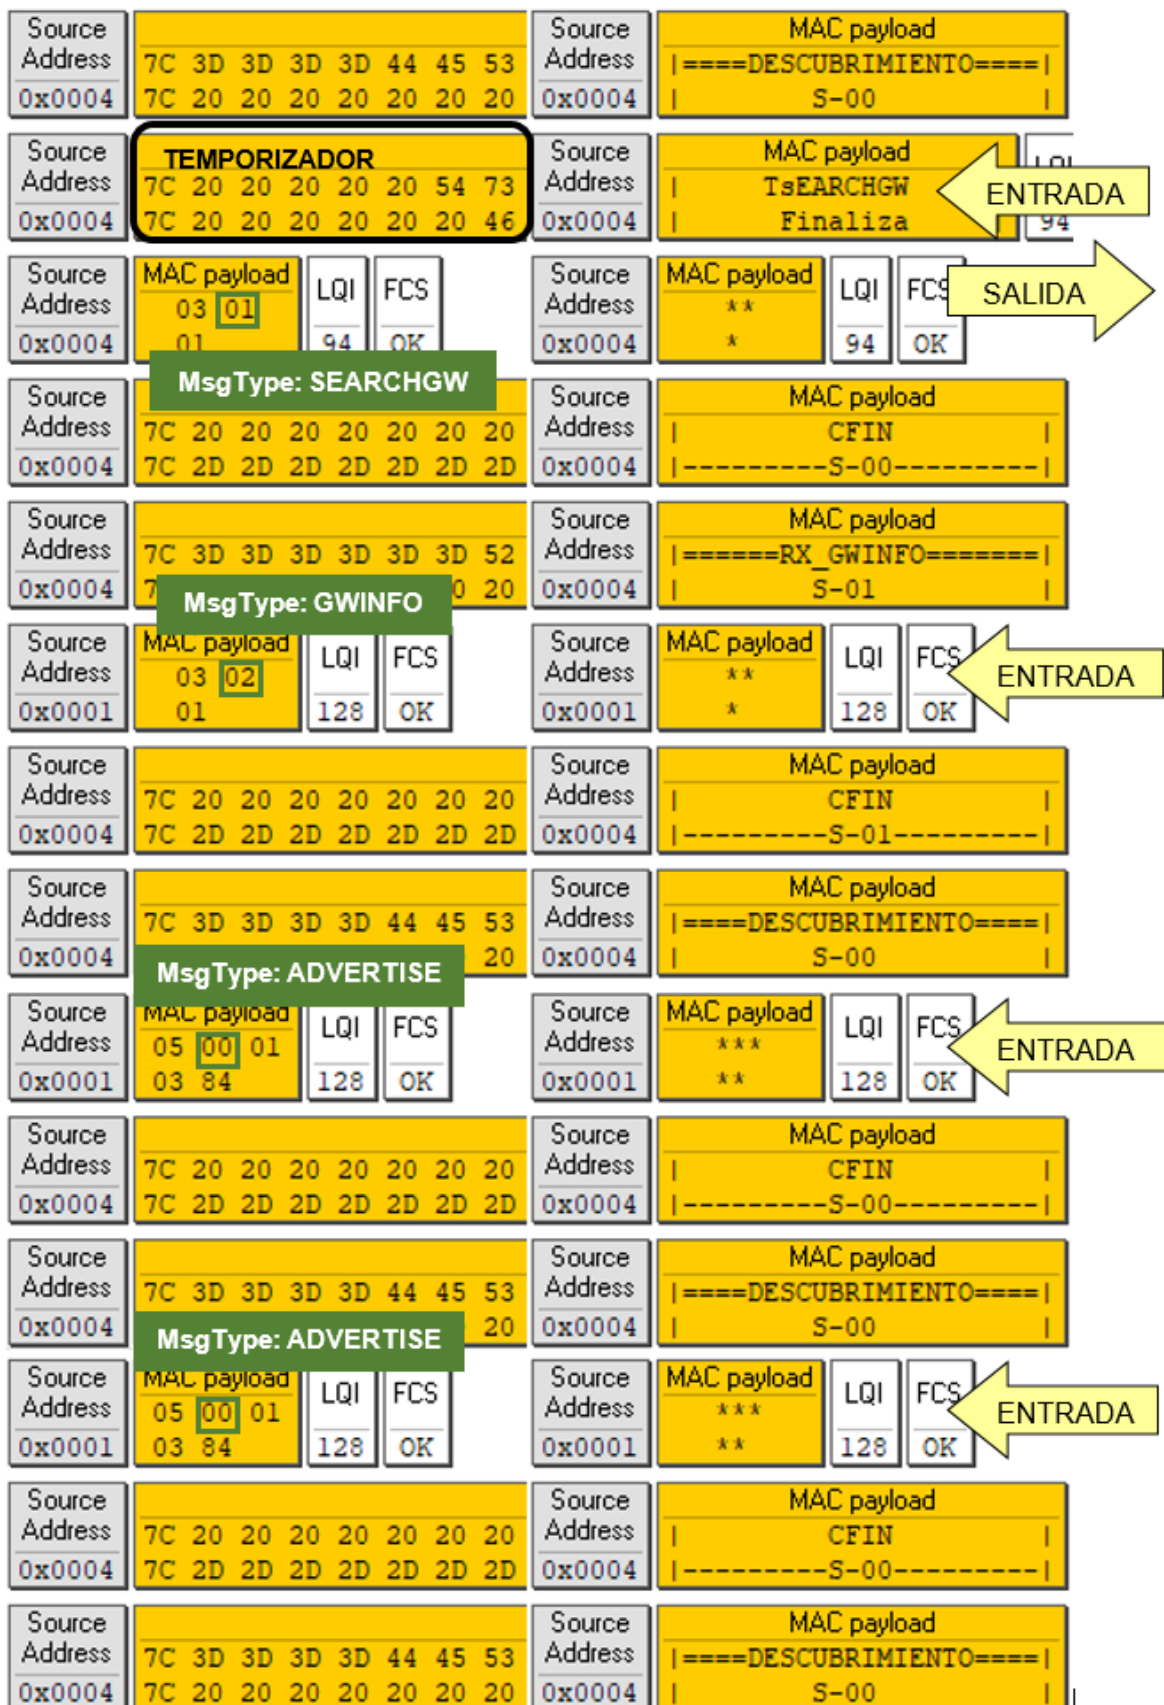 Source Address 7C 3D 3D 3D 3D 44 45 53 Source Address MAC payload |====DESCUBRIMIENTO====|
0x0004 7C 20 20 20 20 20 20 20 0x0004 | S-00 |
Source Address TEMPORIZADOR 7C 20 20 20 20 20 54 73 Source Address MAC payload | TsEARCHGW ENTRADA
0x0004 7C 20 20 20 20 20 20 46 0x0004 | Finaliza | 94
Source Address MAC payload 03 01 LQI FCS Source Address MAC payload ** LQI FCS SALIDA
0x0004 01 94 OK 0x0004 * 94 OK
MsgType: SEARCHGW
Source Address 7C 20 20 20 20 20 20 20 Source Address MAC payload | CFIN |
0x0004 7C 2D 2D 2D 2D 2D 2D 2D 0x0004 |---------S-00---------|
Source Address 7C 3D 3D 3D 3D 3D 3D 52 Source Address MAC payload |======RX_GWINFO=======|
0x0004 20 0x0004 | S-01 |
MsgType: GWINFO
Source Address MAC payload 03 02 LQI FCS Source Address MAC payload ** LQI FCS ENTRADA
0x0001 01 128 OK 0x0001 * 128 OK
Source Address 7C 20 20 20 20 20 20 20 Source Address MAC payload | CFIN |
0x0004 7C 2D 2D 2D 2D 2D 2D 2D 0x0004 |---------S-01---------|
Source Address 7C 3D 3D 3D 3D 44 45 53 Source Address MAC payload |====DESCUBRIMIENTO====|
0x0004 20 0x0004 | S-00 |
MsgType: ADVERTISE
Source Address MAC payload 05 00 01 LQI FCS Source Address MAC payload *** LQI FCS ENTRADA
0x0001 03 84 128 OK 0x0001 ** 128 OK
Source Address 7C 20 20 20 20 20 20 20 Source Address MAC payload | CFIN |
0x0004 7C 2D 2D 2D 2D 2D 2D 2D 0x0004 |---------S-00---------|
Source Address 7C 3D 3D 3D 3D 44 45 53 Source Address MAC payload |====DESCUBRIMIENTO====|
0x0004 20 0x0004 | S-00 |
MsgType: ADVERTISE
Source Address MAC payload 05 00 01 LQI FCS Source Address MAC payload *** LQI FCS ENTRADA
0x0001 03 84 128 OK 0x0001 ** 128 OK
Source Address 7C 20 20 20 20 20 20 20 Source Address MAC payload | CFIN |
0x0004 7C 2D 2D 2D 2D 2D 2D 2D 0x0004 |---------S-00---------|
Source Address 7C 3D 3D 3D 3D 44 45 53 Source Address MAC payload |====DESCUBRIMIENTO====|
0x0004 7C 20 20 20 20 20 20 20 0x0004 | S-00 |